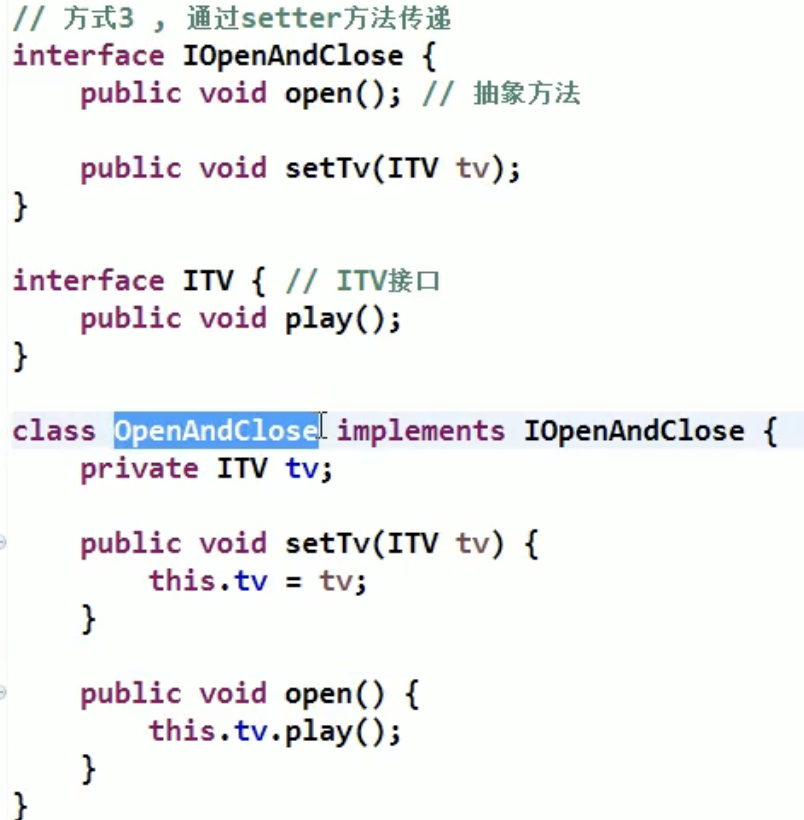 // 方式3 , 通过setter方法传递
interface IOpenAndClose {
    public void open(); // 抽象方法

    public void setTv(ITV tv);
}

interface ITV { // ITV接口
    public void play();
}

class OpenAndClose implements IOpenAndClose {
    private ITV tv;

    public void setTv(ITV tv) {
        this.tv = tv;
    }

    public void open() {
        this.tv.play();
    }
}